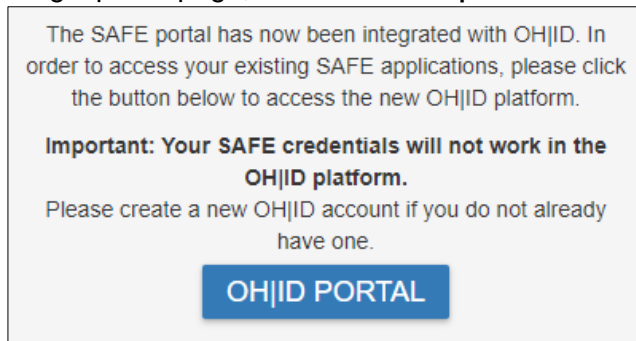 The SAFE portal has now been integrated with OH|ID. In
order to access your existing SAFE applications, please click
the button below to access the new OH|ID platform.
Important: Your SAFE credentials will not work in the
OH|ID platform.
Please create a new OH|ID account if you do not already
have one.
OH|ID PORTAL